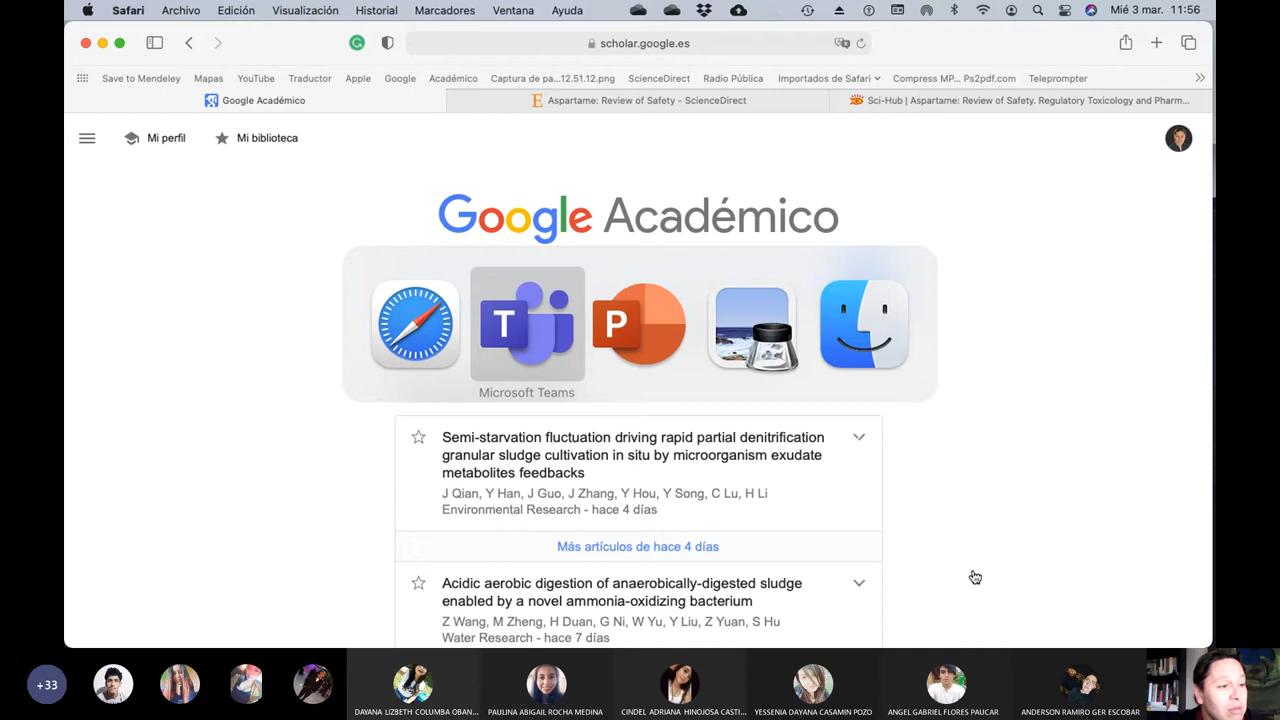 Safari Archivo Edición Visualización Historial Marcadores Ventana Ayuda Mié 3 mar. 11:56
scholar.google.es
Save to Mendeley Mapas YouTube Traductor Apple Google Académico Captura de pa...12.51.12.png ScienceDirect Radio Pública Importados de Safari Compress MP... Ps2pdf.com Teleprompter
Google Académico Aspartame: Review of Safety - ScienceDirect Sci-Hub | Aspartame: Review of Safety. Regulatory Toxicology and Pharm...
Mi perfil Mi biblioteca
Google Académico
T P
Microsoft Teams
Semi-starvation fluctuation driving rapid partial denitrification
granular sludge cultivation in situ by microorganism exudate
metabolites feedbacks
J Qian, Y Han, J Guo, J Zhang, Y Hou, Y Song, C Lu, H Li
Environmental Research - hace 4 días
Más artículos de hace 4 días
Acidic aerobic digestion of anaerobically-digested sludge
enabled by a novel ammonia-oxidizing bacterium
Z Wang, M Zheng, H Duan, G Ni, W Yu, Y Liu, Z Yuan, S Hu
Water Research - hace 7 días
+33
DAYANA LIZBETH COLUMBA OBAN... PAULINA ABIGAIL ROCHA MEDINA CINDEL ADRIANA HINOJOSA CASTI... YESSENIA DAYANA CASAMIN POZO ANGEL GABRIEL FLORES PAUCAR ANDERSON RAMIRO GER ESCOBAR